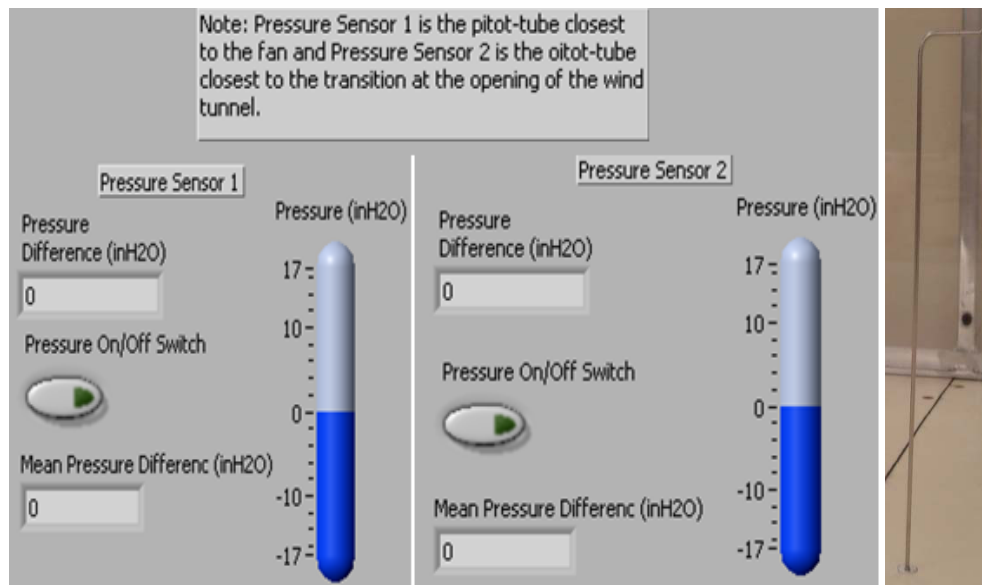 Note: Pressure Sensor 1 is the pitot-tube closest
to the fan and Pressure Sensor 2 is the oitot-tube
closest to the transition at the opening of the wind
tunnel.
Pressure Sensor 1
Pressure
Difference (inH2O)
0
Pressure On/Off Switch
Mean Pressure Differenc (inH2O)
0
Pressure (inH2O)
17
10
0
-10
-17
Pressure Sensor 2
Pressure
Difference (inH2O)
0
Pressure On/Off Switch
Mean Pressure Differenc (inH2O)
0
Pressure (inH2O)
17
10
0
-10
-17